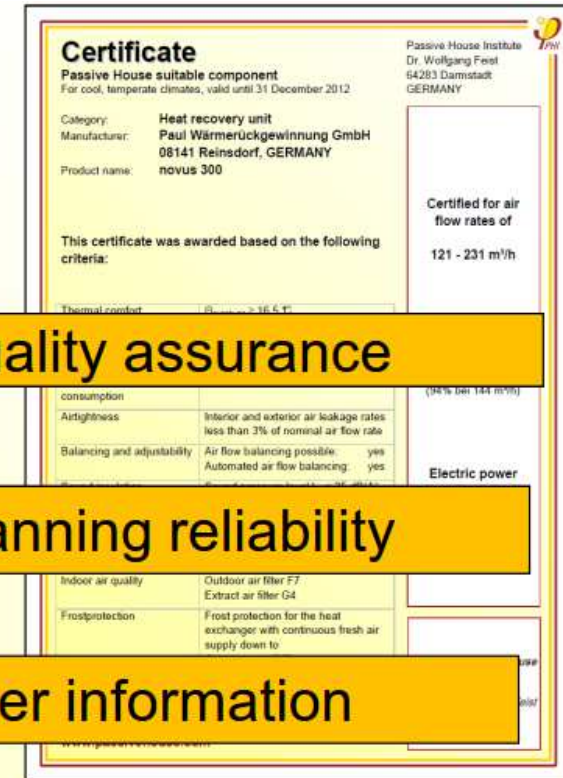 PHI
Certificate
Passive House suitable component
For cool, temperate climates, valid until 31 December 2012
Passive House Institute
Dr. Wolfgang Feist
64283 Darmstadt
GERMANY
Category: Heat recovery unit
Manufacturer: Paul Wärmerückgewinnung GmbH
08141 Reinsdorf, GERMANY
Product name: novus 300
Certified for air
flow rates of
121 - 231 m³/h
This certificate was awarded based on the following
criteria:
Thermal comfort ≥ 16.5
ality assurance
consumption
(94% bei 144 m³/h)
Airtightness Interior and exterior air leakage rates
less than 3% of nominal air flow rate
Balancing and adjustability Air flow balancing possible: yes
Automated air flow balancing: yes
Electric power
anning reliability
Indoor air quality Outdoor air filter F7
Extract air filter G4
Frostprotection Frost protection for the heat
exchanger with continuous fresh air
supply down to
er information